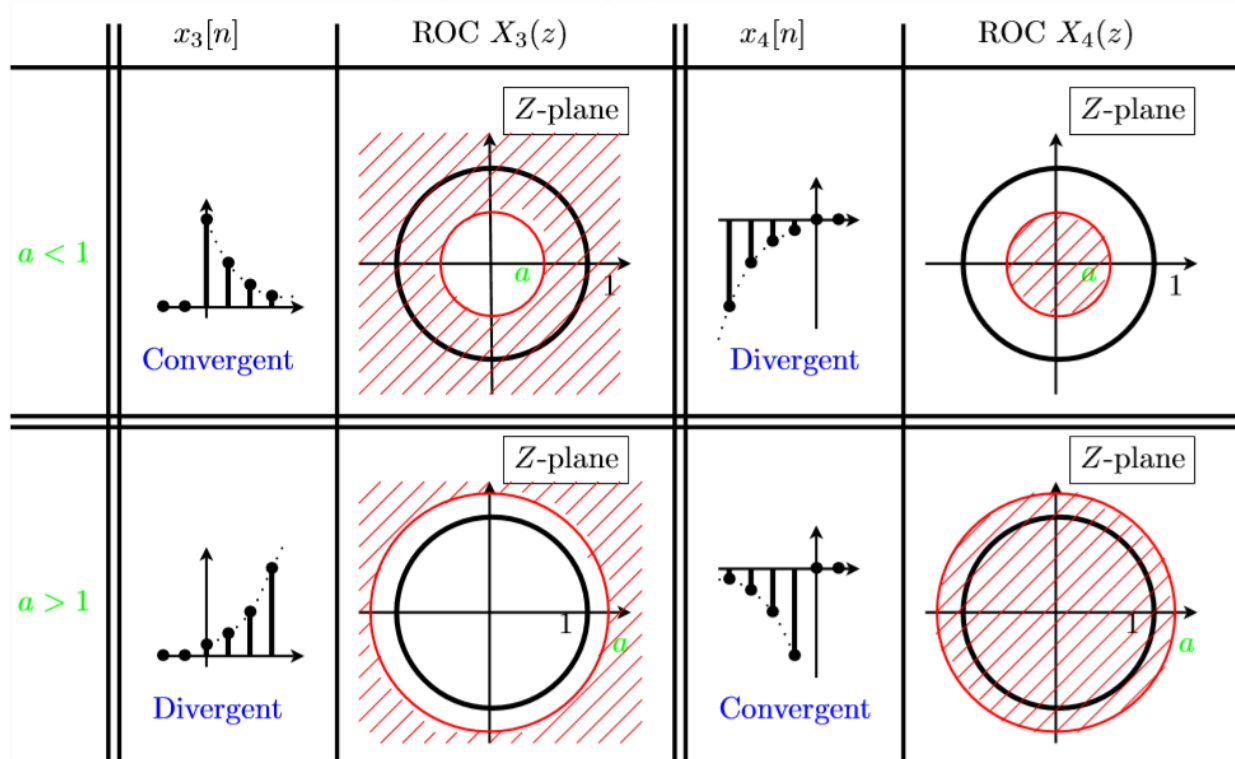 x₃[n] ROC X₃(z) x₄[n] ROC X₄(z)
Z-plane Z-plane
a < 1
a 1 a 1
Convergent Divergent
Z-plane Z-plane
a > 1
1 a 1 a
Divergent Convergent